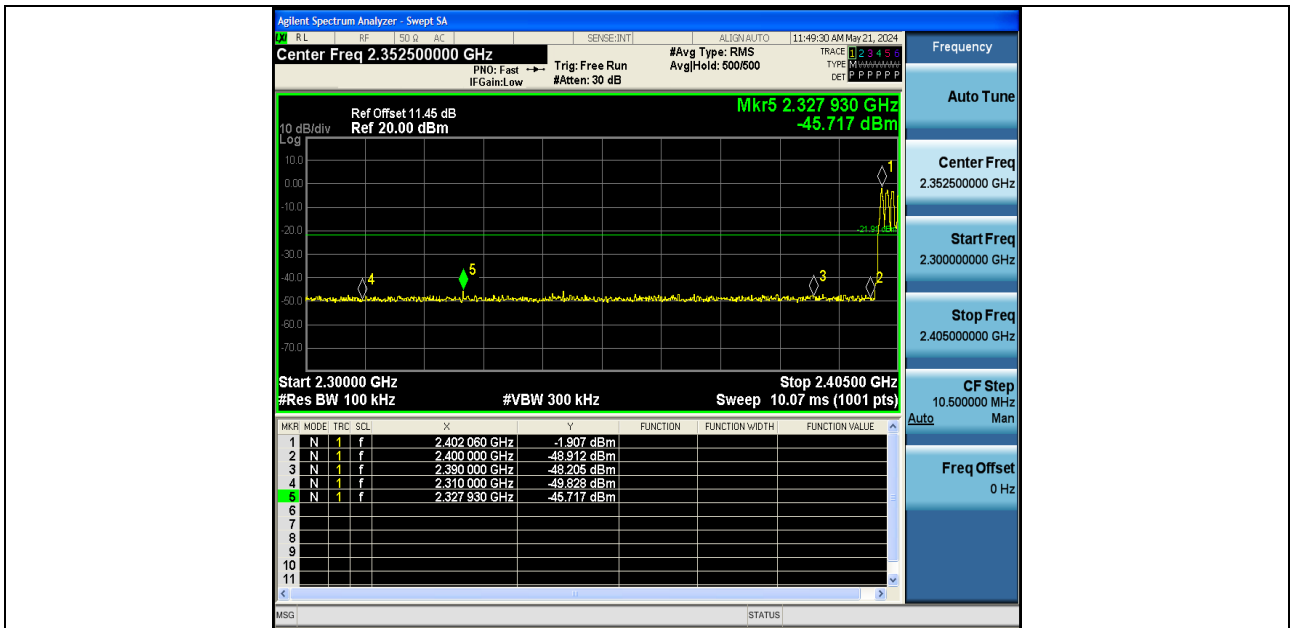 Agilent Spectrum Analyzer - Swept SA
RL RF 50 Ω AC SENSE:INT ALIGN AUTO 11:49:30 AM May 21, 2024
Center Freq 2.352500000 GHz
PNO: Fast
IFGain:Low
Trig: Free Run
#Atten: 30 dB
#Avg Type: RMS
Avg|Hold: 500/500
TRACE 1 2 3 4 5 6
TYPE M
DET P P P P P P
Ref Offset 11.45 dB
10 dB/div Ref 20.00 dBm
Log
Mkr5 2.327 930 GHz
-45.717 dBm
10.0
0.00
-10.0
-20.0
-30.0
-40.0
-50.0
-60.0
-70.0
1
2
3
4
5
Start 2.30000 GHz Stop 2.40500 GHz
#Res BW 100 kHz #VBW 300 kHz Sweep 10.07 ms (1001 pts)
MKR MODE TRC SCL X Y FUNCTION FUNCTION WIDTH FUNCTION VALUE
1 N 1 f 2.402 060 GHz -1.907 dBm
2 N 1 f 2.400 000 GHz -48.912 dBm
3 N 1 f 2.390 000 GHz -48.205 dBm
4 N 1 f 2.310 000 GHz -49.828 dBm
5 N 1 f 2.327 930 GHz -45.717 dBm
6
7
8
9
10
11
MSG STATUS
Frequency
Auto Tune
Center Freq
2.352500000 GHz
Start Freq
2.300000000 GHz
Stop Freq
2.405000000 GHz
CF Step
10.500000 MHz
Auto Man
Freq Offset
0 Hz